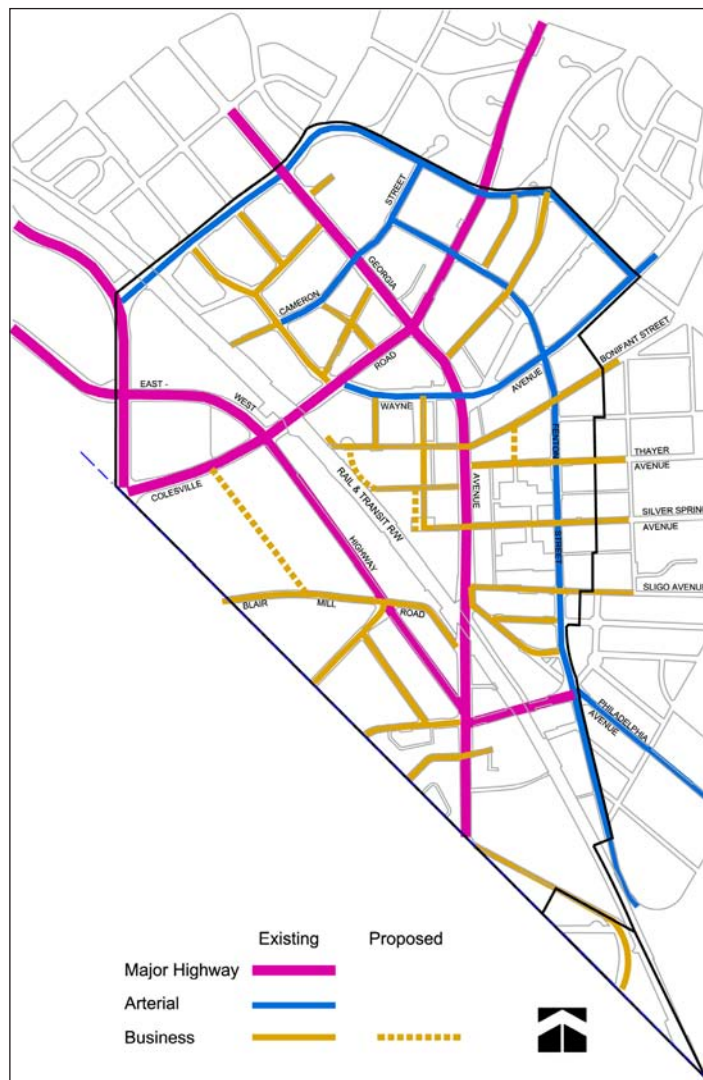 STREET
GEORGIA
CAMERON
BONIFANT STREET
ROAD
AVENUE
EAST -
WEST
WAYNE
FENTON
THAYER
AVENUE
RAIL & TRANSIT R/W
AVENUE
COLESVILLE
SILVER SPRING
AVENUE
STREET
HIGHWAY
SLIGO AVENUE
BLAIR
MILL
ROAD
PHILADELPHIA
AVENUE
Existing Proposed
Major Highway
Arterial
Business